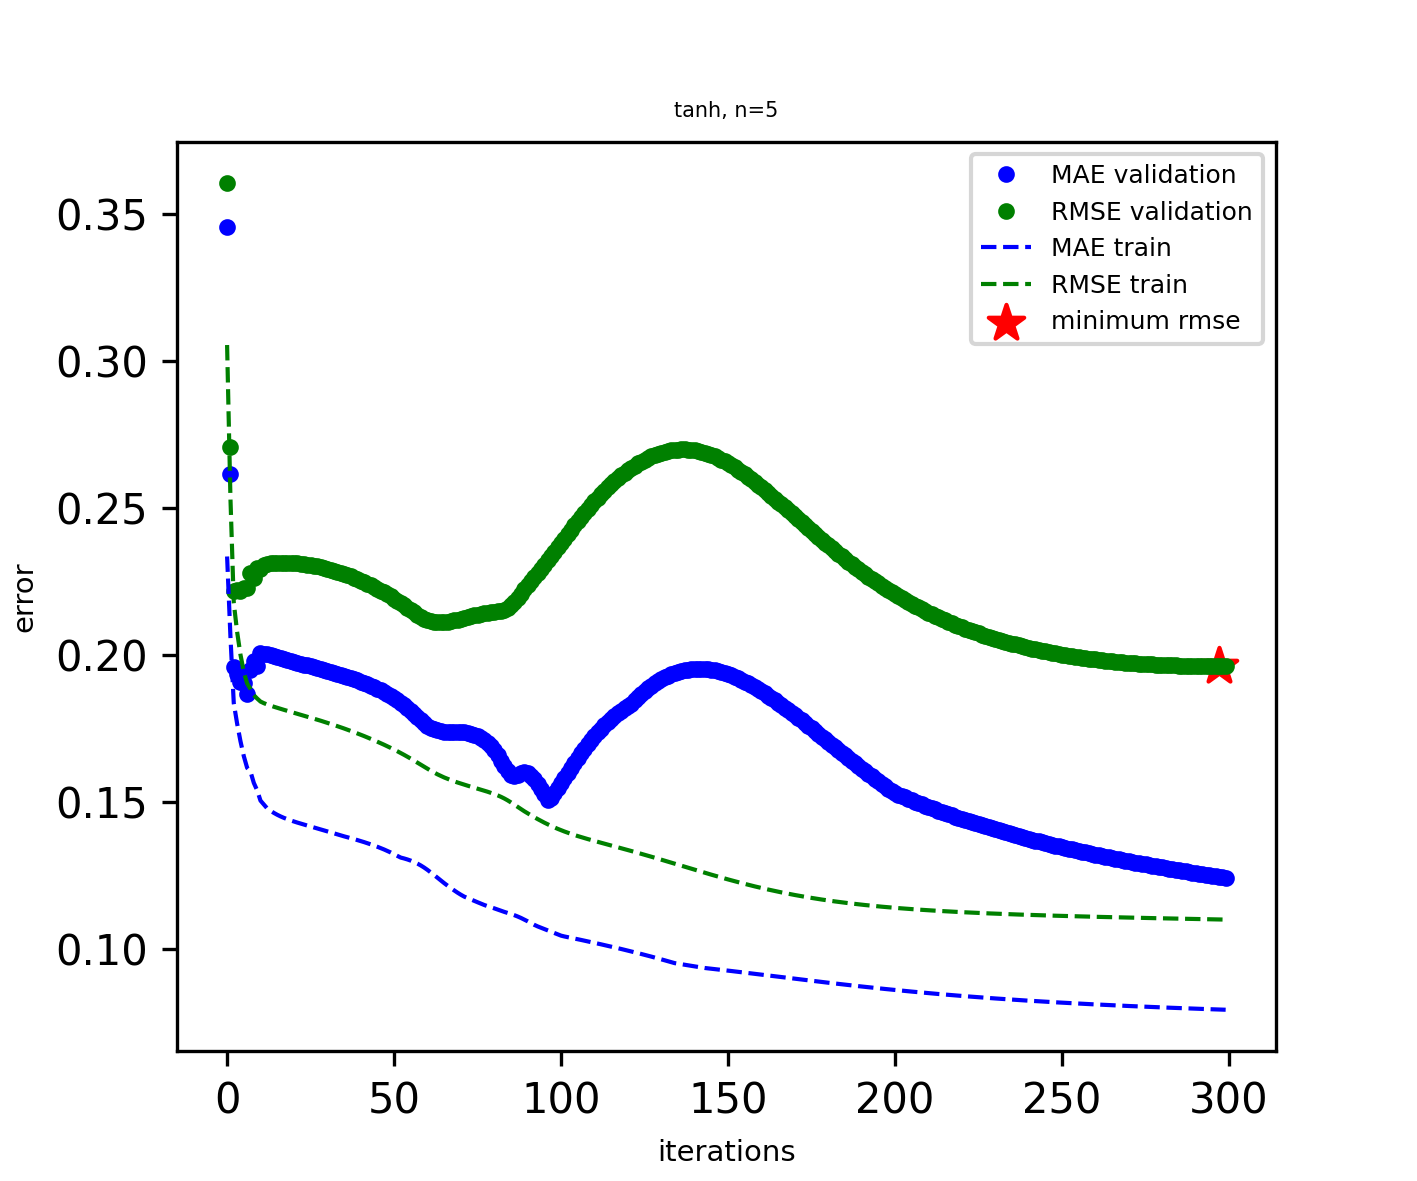 tanh, n=5
MAE validation
RMSE validation
MAE train
RMSE train
minimum rmse
error
0.35
0.30
0.25
0.20
0.15
0.10
0 50 100 150 200 250 300
iterations